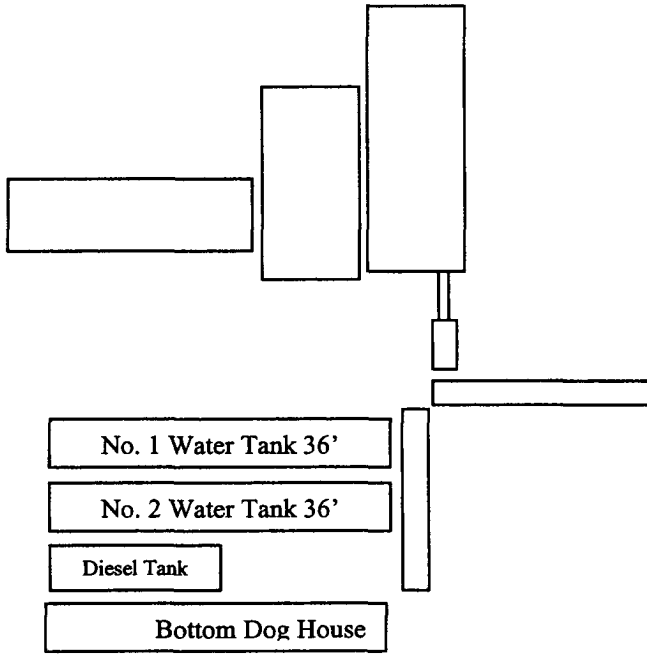 No. 1 Water Tank 36’
No. 2 Water Tank 36’
Diesel Tank
Bottom Dog House